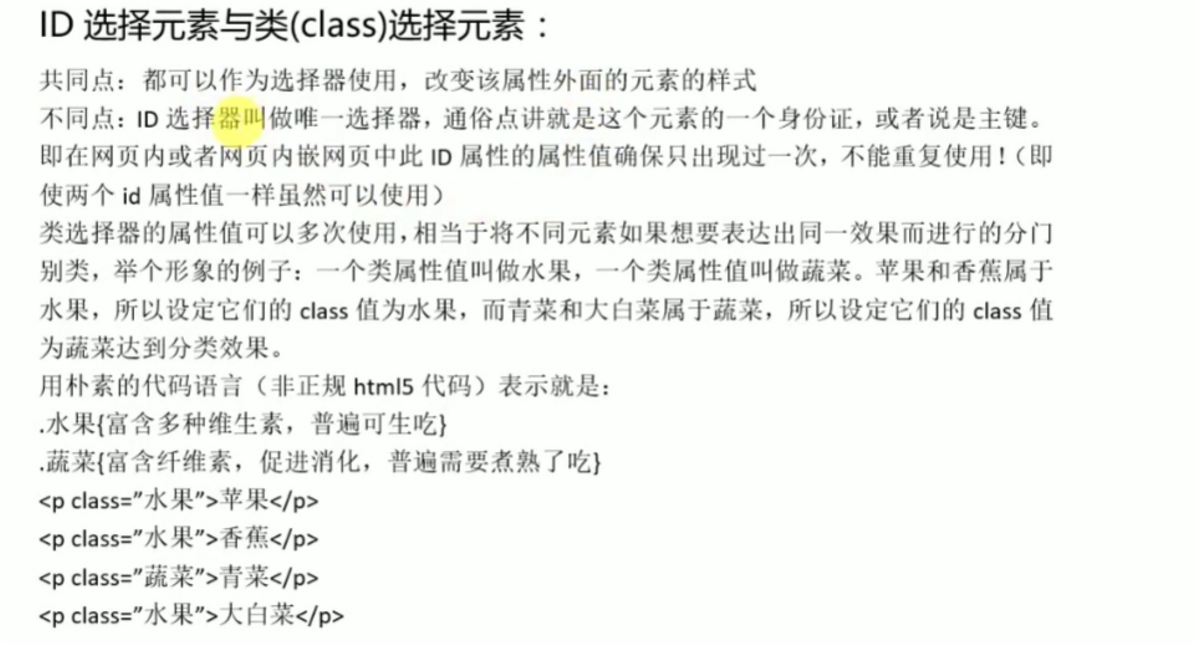 ID 选择元素与类(class)选择元素：
共同点：都可以作为选择器使用，改变该属性外面的元素的样式
不同点：ID 选择器叫做唯一选择器，通俗点讲就是这个元素的一个身份证，或者说是主键。
即在网页内或者网页内嵌网页中此 ID 属性的属性值确保只出现过一次，不能重复使用！（即
使两个 id 属性值一样虽然可以使用）
类选择器的属性值可以多次使用，相当于将不同元素如果想要表达出同一效果而进行的分门
别类，举个形象的例子：一个类属性值叫做水果，一个类属性值叫做蔬菜。苹果和香蕉属于
水果，所以设定它们的 class 值为水果，而青菜和大白菜属于蔬菜，所以设定它们的 class 值
为蔬菜达到分类效果。
用朴素的代码语言（非正规 html5 代码）表示就是：
.水果{富含多种维生素，普遍可生吃}
.蔬菜{富含纤维素，促进消化，普遍需要煮熟了吃}
<p class=”水果”>苹果</p>
<p class=”水果”>香蕉</p>
<p class=”蔬菜”>青菜</p>
<p class=”水果”>大白菜</p>